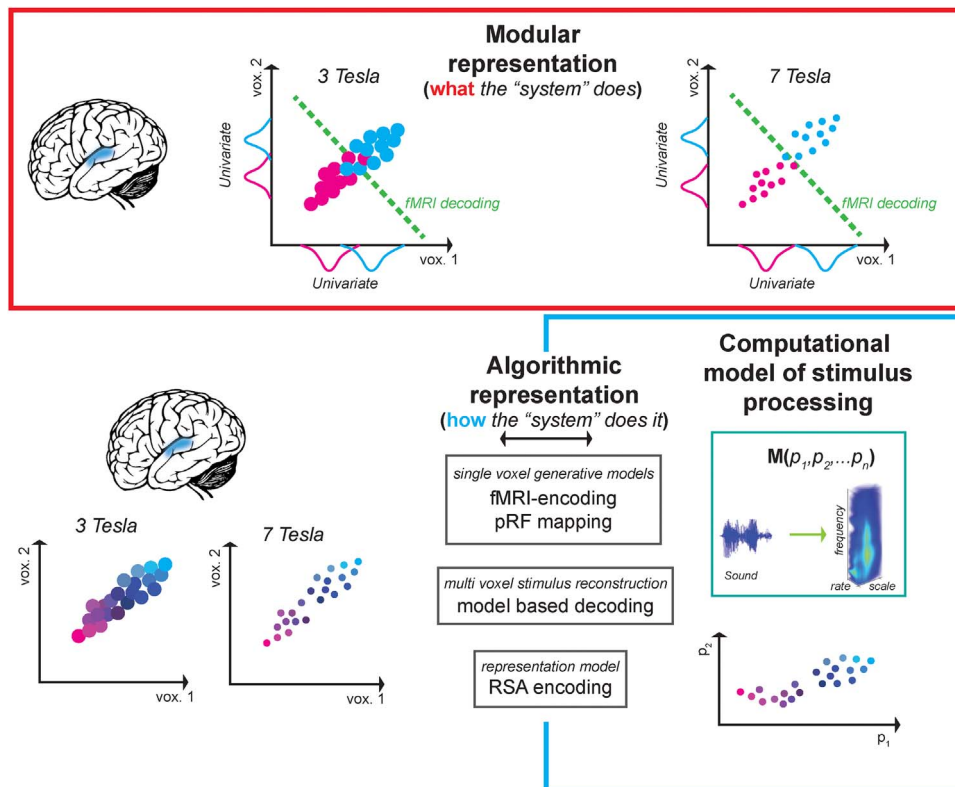 Modular
representation
(what the "system" does)
3 Tesla
vox. 2
Univariate
fMRI decoding
vox. 1
Univariate
7 Tesla
vox. 2
Univariate
fMRI decoding
vox. 1
Univariate
Algorithmic
representation
(how the "system" does it)
Computational
model of stimulus
processing
single voxel generative models
fMRI-encoding
pRF mapping
multi voxel stimulus reconstruction
model based decoding
representation model
RSA encoding
M(p1,p2,...pn)
Sound
frequency
rate
scale
3 Tesla
vox. 2
vox. 1
7 Tesla
vox. 2
vox. 1
p2
p1